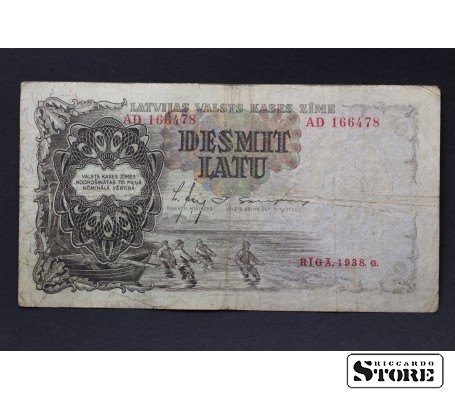 LATVIJAS VALSTS KASES ZĪME
AD 166478
AD 166478
DESMIT
LATU
VALSTS KASES ZĪMES
NODROŠINĀTAS TO PILNĀ
NOMINĀLĀ VĒRTĪBĀ
RĪGĀ, 1938. G.
RICCARDO
STORE